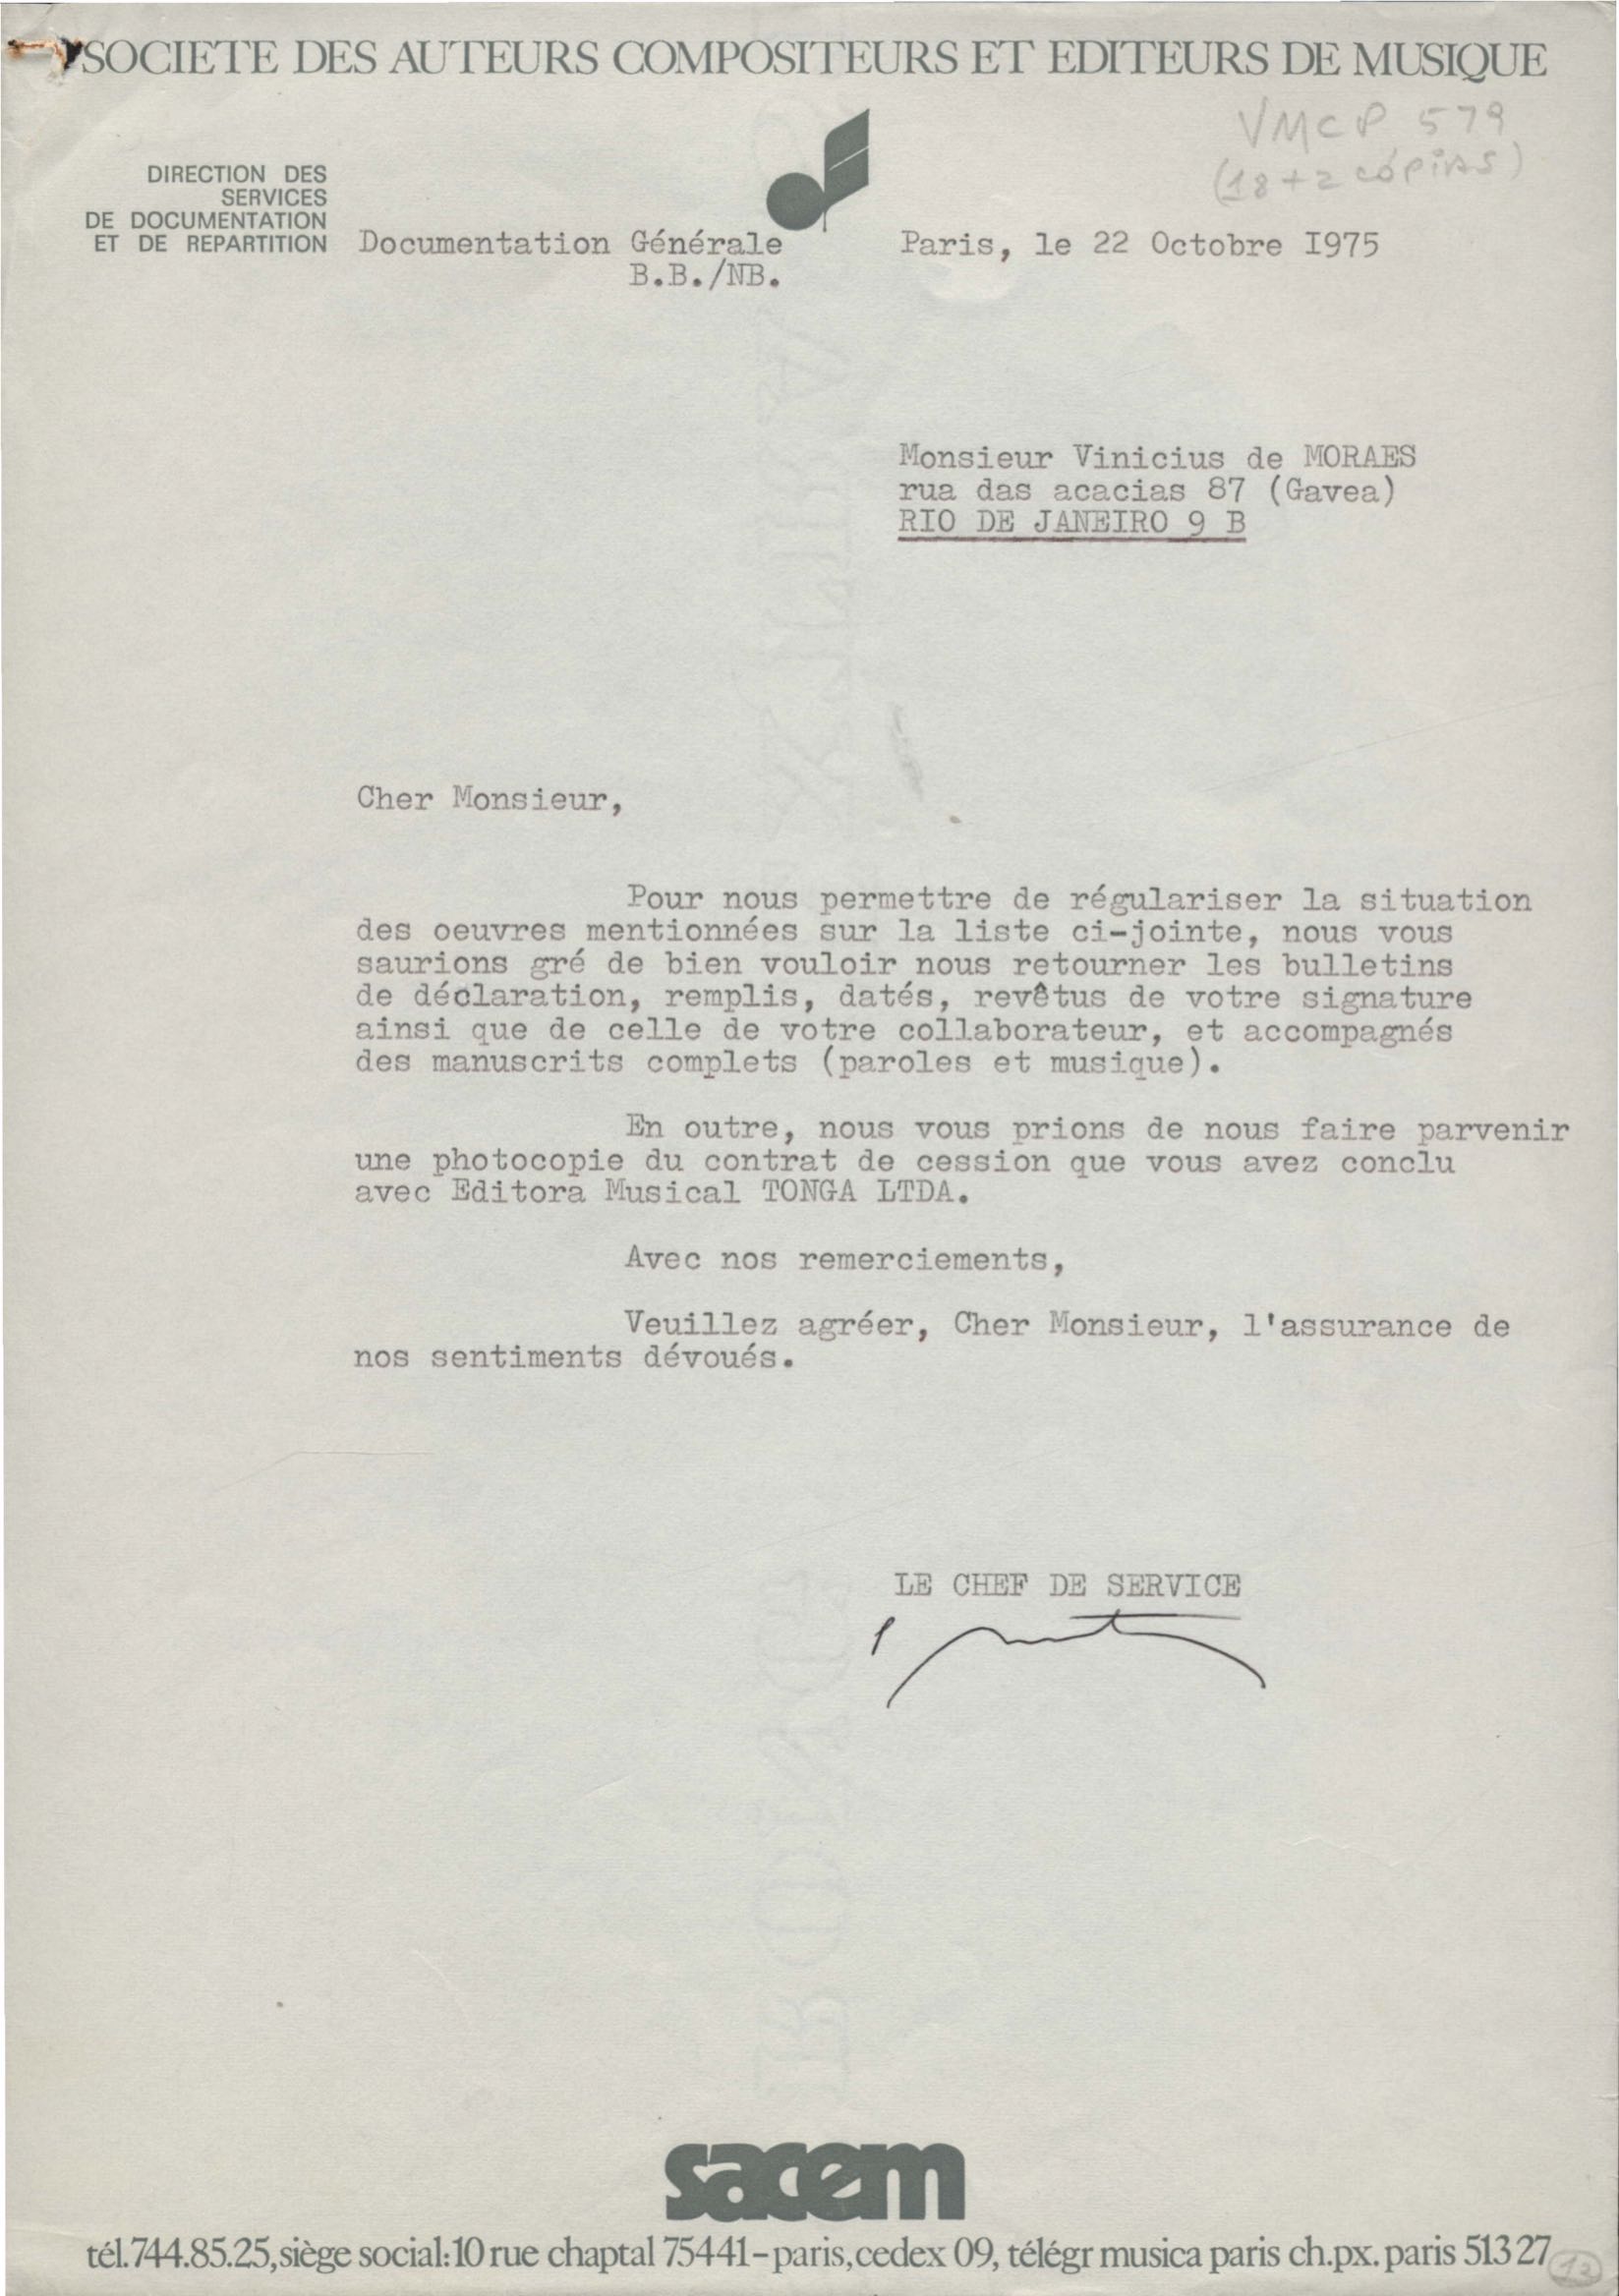 SOCIETE DES AUTEURS COMPOSITEURS ET EDITEURS DE MUSIQUE
VMCP 579
(18+2 cópias)
DIRECTION DES
SERVICES
DE DOCUMENTATION
ET DE REPARTITION
Documentation Générale
B.B./NB.
Paris, le 22 Octobre I975
Monsieur Vinicius de MORAES
rua das acacias 87 (Gavea)
RIO DE JANEIRO 9 B
Cher Monsieur,
Pour nous permettre de régulariser la situation
des oeuvres mentionnées sur la liste ci-jointe, nous vous
saurions gré de bien vouloir nous retourner les bulletins
de déclaration, remplis, datés, revêtus de votre signature
ainsi que de celle de votre collaborateur, et accompagnés
des manuscrits complets (paroles et musique).
En outre, nous vous prions de nous faire parvenir
une photocopie du contrat de cession que vous avez conclu
avec Editora Musical TONGA LTDA.
Avec nos remerciements,
Veuillez agréer, Cher Monsieur, l'assurance de
nos sentiments dévoués.
LE CHEF DE SERVICE
sacem
tél.744.85.25,siège social:10 rue chaptal 75441-paris,cedex 09, télégr musica paris ch.px. paris 513 27